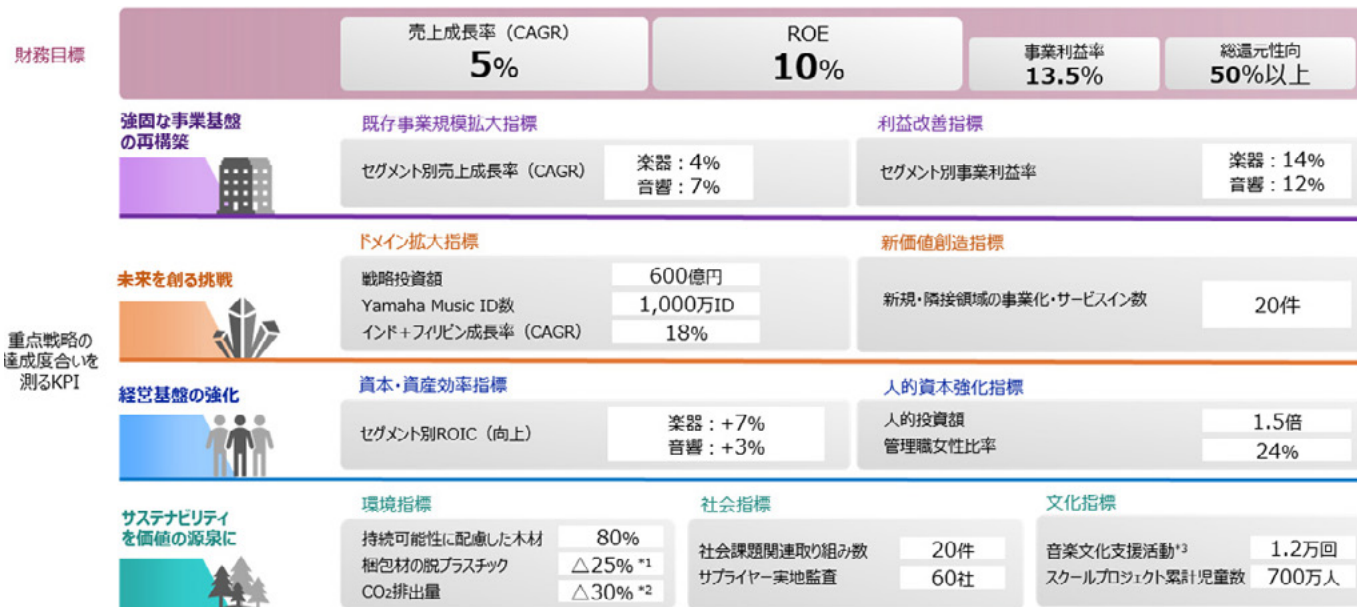 財務目標
売上成長率（CAGR）
5%
ROE
10%
事業利益率
13.5%
総還元性向
50%以上
重点戦略の
達成度合いを
測るKPI
強固な事業基盤
の再構築
既存事業規模拡大指標
セグメント別売上成長率（CAGR）
楽器：4%
音響：7%
利益改善指標
セグメント別事業利益率
楽器：14%
音響：12%
未来を創る挑戦
ドメイン拡大指標
戦略投資額 600億円
Yamaha Music ID数 1,000万ID
インド＋フィリピン成長率（CAGR） 18%
新価値創造指標
新規・隣接領域の事業化・サービスイン数 20件
経営基盤の強化
資本・資産効率指標
セグメント別ROIC（向上）
楽器：+7%
音響：+3%
人的資本強化指標
人的投資額 1.5倍
管理職女性比率 24%
サステナビリティ
を価値の源泉に
環境指標
持続可能性に配慮した木材 80%
梱包材の脱プラスチック △25% *1
CO₂排出量 △30% *2
社会指標
社会課題関連取り組み数 20件
サプライヤー実地監査 60社
文化指標
音楽文化支援活動*3 1.2万回
スクールプロジェクト累計児童数 700万人